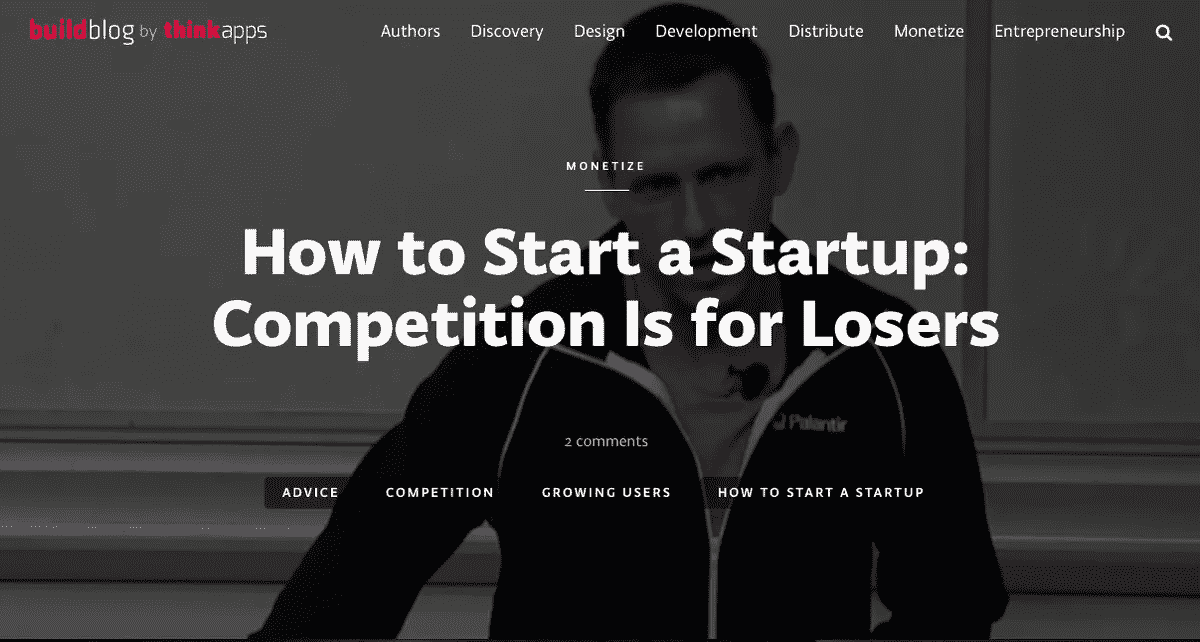 buildblog by thinkapps
Authors Discovery Design Development Distribute Monetize Entrepreneurship
MONETIZE
How to Start a Startup:
Competition Is for Losers
Palantir
2 comments
ADVICE COMPETITION GROWING USERS HOW TO START A STARTUP